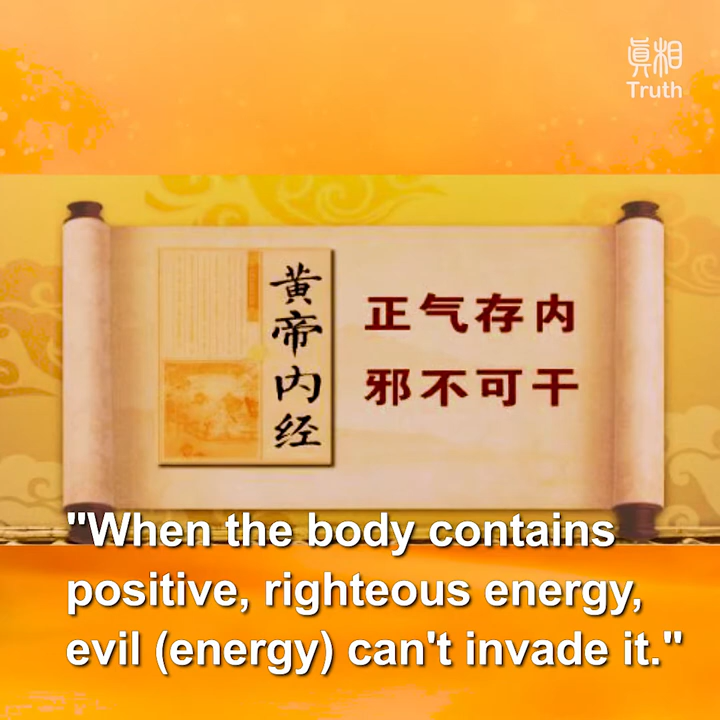 眞相
Truth
黄帝内经
正气存内
邪不可干
"When the body contains
positive, righteous energy,
evil (energy) can't invade it."